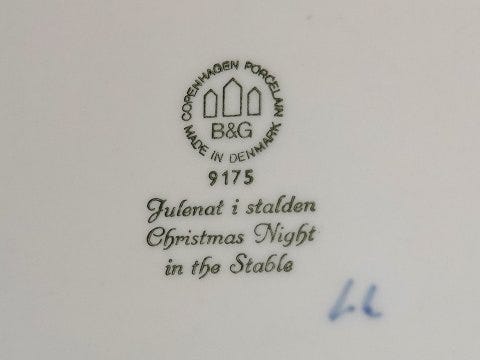 COPENHAGEN PORCELAIN
B&G
MADE IN DENMARK
9175
Julenat i stalden
Christmas Night
in the Stable